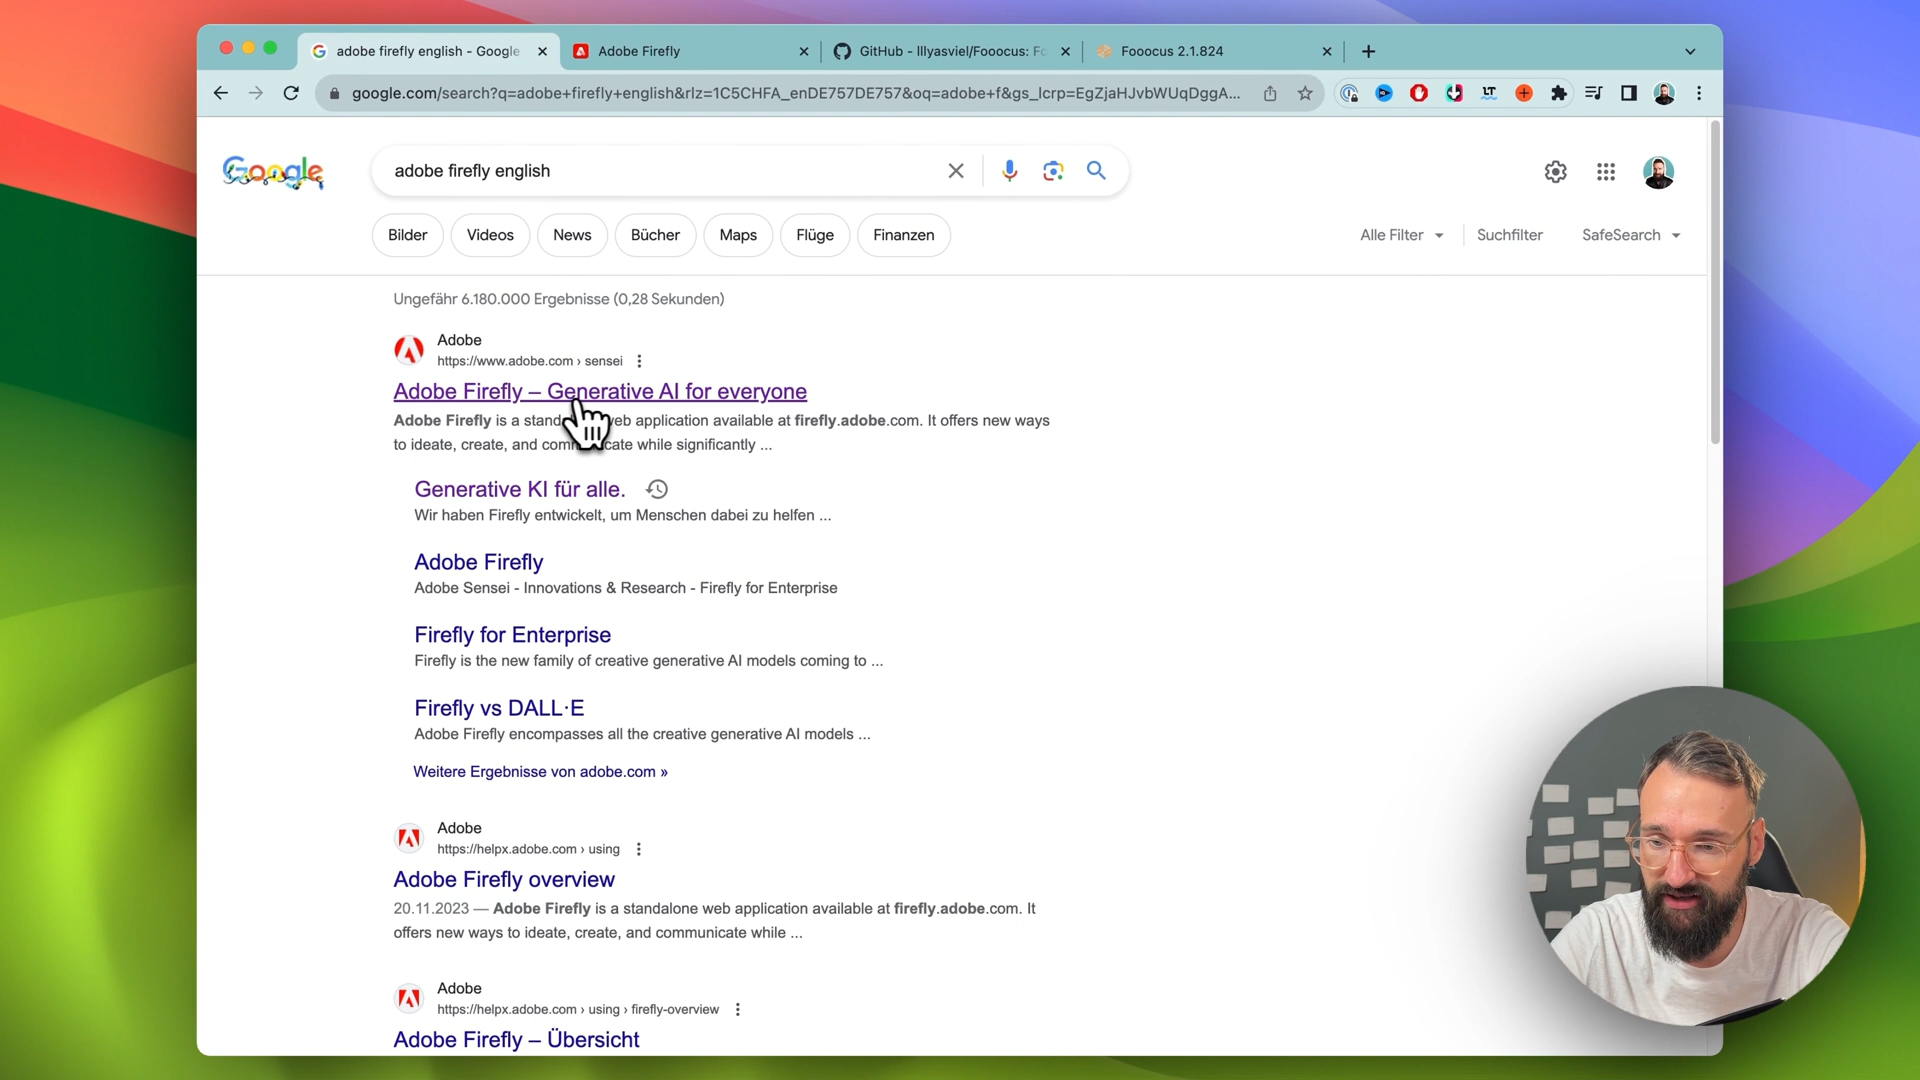 adobe firefly english - Google
Adobe Firefly
GitHub - lllyasviel/Fooocus: Fo
Fooocus 2.1.824
google.com/search?q=adobe+firefly+english&rlz=1C5CHFA_enDE757DE757&oq=adobe+f&gs_lcrp=EgZjaHJvbWUqDggA...
Google
adobe firefly english
Bilder
Videos
News
Bücher
Maps
Flüge
Finanzen
Alle Filter
Suchfilter
SafeSearch
Ungefähr 6.180.000 Ergebnisse (0,28 Sekunden)
Adobe
https://www.adobe.com › sensei
Adobe Firefly – Generative AI for everyone
Adobe Firefly is a web application available at firefly.adobe.com. It offers new ways
to ideate, create, and while significantly ...
Generative KI für alle.
Wir haben Firefly entwickelt, um Menschen dabei zu helfen ...
Adobe Firefly
Adobe Sensei - Innovations & Research - Firefly for Enterprise
Firefly for Enterprise
Firefly is the new family of creative generative AI models coming to ...
Firefly vs DALL·E
Adobe Firefly encompasses all the creative generative AI models ...
Weitere Ergebnisse von adobe.com »
Adobe
https://helpx.adobe.com › using
Adobe Firefly overview
20.11.2023 — Adobe Firefly is a standalone web application available at firefly.adobe.com. It
offers new ways to ideate, create, and communicate while ...
Adobe
https://helpx.adobe.com › using › firefly-overview
Adobe Firefly – Übersicht